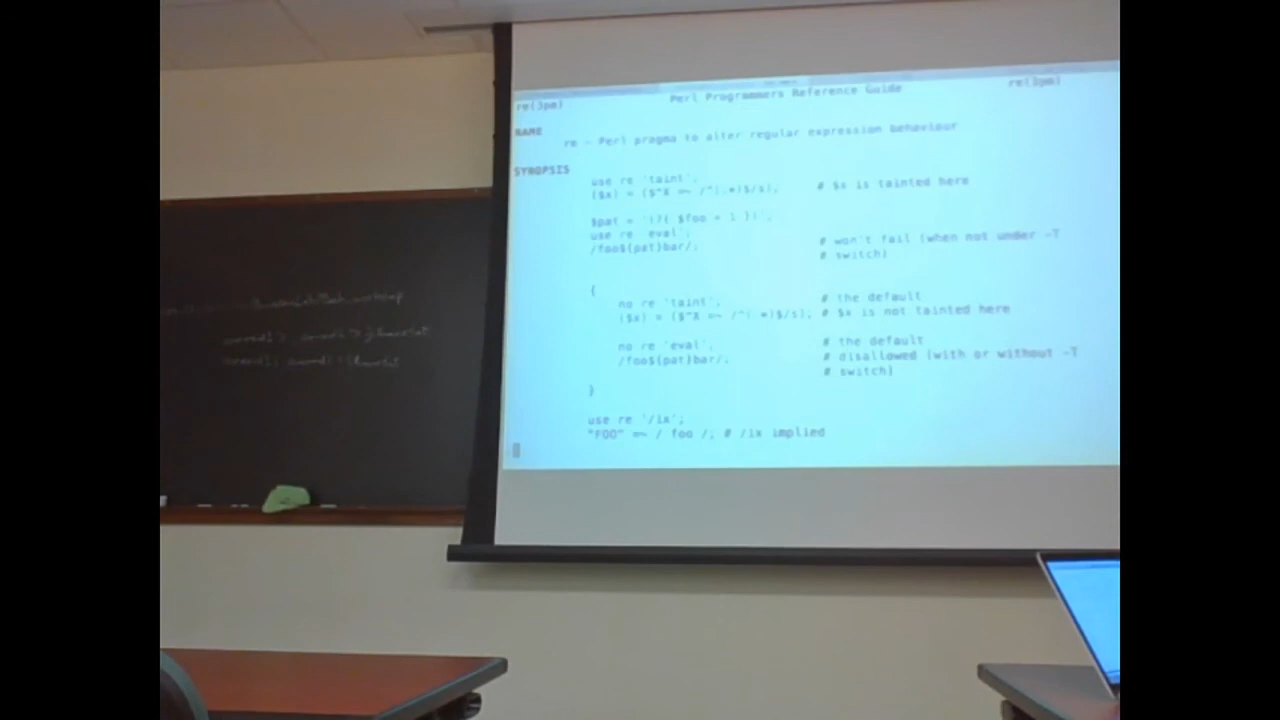 re(3pm) Perl Programmers Reference Guide re(3pm)
NAME
re - Perl pragma to alter regular expression behaviour
SYNOPSIS
use re 'taint';
($x) = ($^X =~ /^(.*)$/s); # $x is tainted here
$pat = '(?{ $foo = 1 })';
use re 'eval';
/foo${pat}bar/; # won't fail (when not under -T
# switch)
{
no re 'taint'; # the default
($x) = ($^X =~ /^(.*)$/s); # $x is not tainted here
no re 'eval'; # the default
/foo${pat}bar/; # disallowed (with or without -T
# switch)
}
use re '/ix';
"FOO" =~ / foo /; # /ix implied